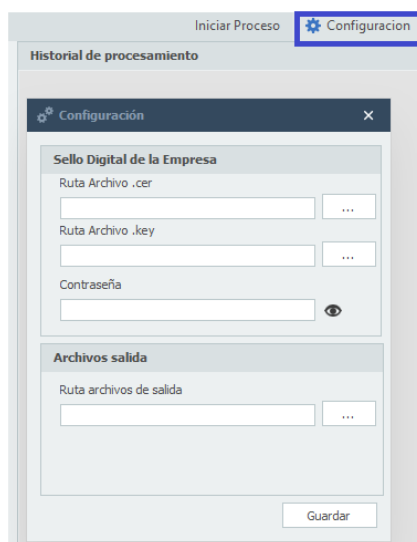 Iniciar Proceso Configuracion
Historial de procesamiento
Configuración
Sello Digital de la Empresa
Ruta Archivo .cer
...
Ruta Archivo .key
...
Contraseña
Archivos salida
Ruta archivos de salida
...
Guardar